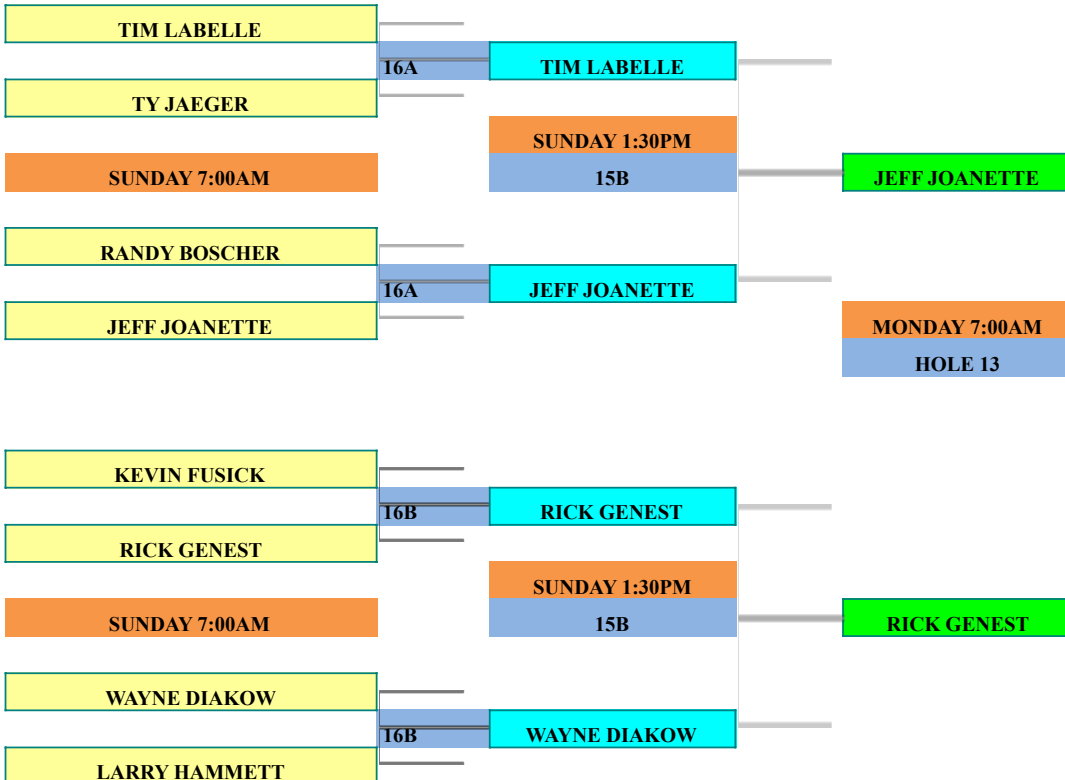 TIM LABELLE
16A
TIM LABELLE
TY JAEGER
SUNDAY 1:30PM
SUNDAY 7:00AM
15B
JEFF JOANETTE
RANDY BOSCHER
16A
JEFF JOANETTE
JEFF JOANETTE
MONDAY 7:00AM
HOLE 13
KEVIN FUSICK
16B
RICK GENEST
RICK GENEST
SUNDAY 1:30PM
SUNDAY 7:00AM
15B
RICK GENEST
WAYNE DIAKOW
16B
WAYNE DIAKOW
LARRY HAMMETT